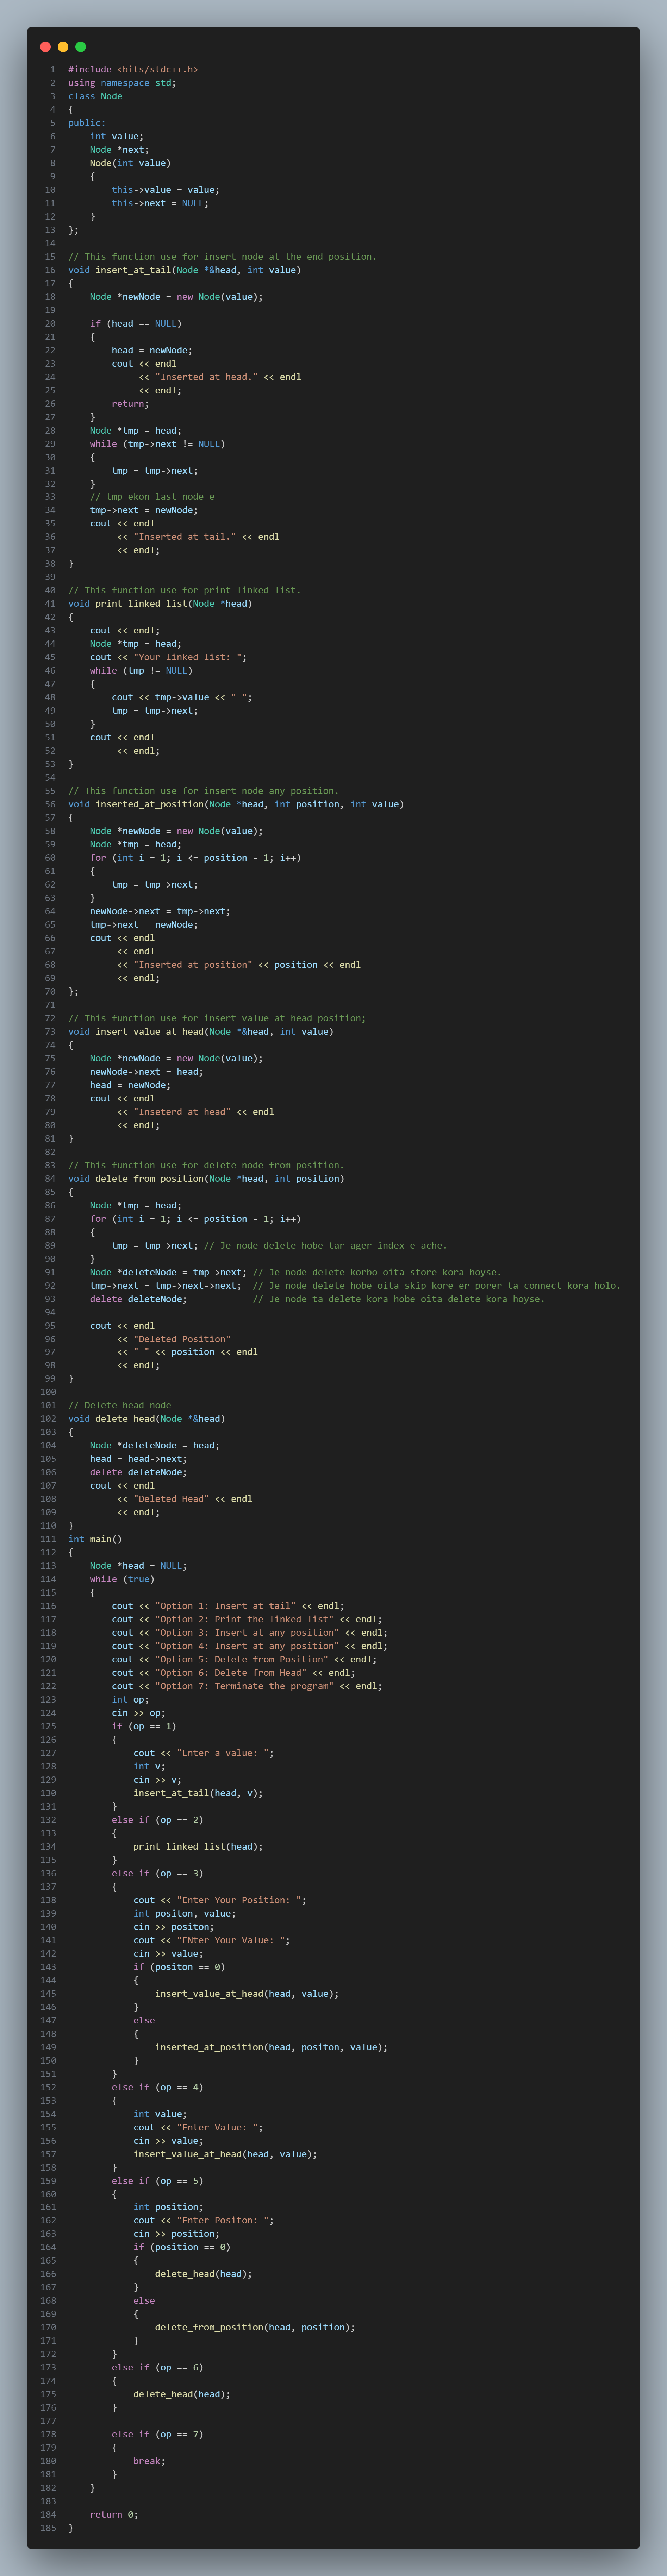 1 #include <bits/stdc++.h>
2 using namespace std;
3 class Node
4 {
5 public:
6     int value;
7     Node *next;
8     Node(int value)
9     {
10         this->value = value;
11         this->next = NULL;
12     }
13 };
14
15 // This function use for insert node at the end position.
16 void insert_at_tail(Node *&head, int value)
17 {
18     Node *newNode = new Node(value);
19
20     if (head == NULL)
21     {
22         head = newNode;
23         cout << endl
24              << "Inserted at head." << endl
25              << endl;
26         return;
27     }
28     Node *tmp = head;
29     while (tmp->next != NULL)
30     {
31         tmp = tmp->next;
32     }
33     // tmp ekon last node e
34     tmp->next = newNode;
35     cout << endl
36          << "Inserted at tail." << endl
37          << endl;
38 }
39
40 // This function use for print linked list.
41 void print_linked_list(Node *head)
42 {
43     cout << endl;
44     Node *tmp = head;
45     cout << "Your linked list: ";
46     while (tmp != NULL)
47     {
48         cout << tmp->value << " ";
49         tmp = tmp->next;
50     }
51     cout << endl
52          << endl;
53 }
54
55 // This function use for insert node any position.
56 void inserted_at_position(Node *head, int position, int value)
57 {
58     Node *newNode = new Node(value);
59     Node *tmp = head;
60     for (int i = 1; i <= position - 1; i++)
61     {
62         tmp = tmp->next;
63     }
64     newNode->next = tmp->next;
65     tmp->next = newNode;
66     cout << endl
67          << endl
68          << "Inserted at position" << position << endl
69          << endl;
70 };
71
72 // This function use for insert value at head position;
73 void insert_value_at_head(Node *&head, int value)
74 {
75     Node *newNode = new Node(value);
76     newNode->next = head;
77     head = newNode;
78     cout << endl
79          << "Inseterd at head" << endl
80          << endl;
81 }
82
83 // This function use for delete node from position.
84 void delete_from_position(Node *head, int position)
85 {
86     Node *tmp = head;
87     for (int i = 1; i <= position - 1; i++)
88     {
89         tmp = tmp->next; // Je node delete hobe tar ager index e ache.
90     }
91     Node *deleteNode = tmp->next; // Je node delete korbo oita store kora hoyse.
92     tmp->next = tmp->next->next;  // Je node delete hobe oita skip kore er porer ta connect kora holo.
93     delete deleteNode;            // Je node ta delete kora hobe oita delete kora hoyse.
94
95     cout << endl
96          << "Deleted Position"
97          << " " << position << endl
98          << endl;
99 }
100
101 // Delete head node
102 void delete_head(Node *&head)
103 {
104     Node *deleteNode = head;
105     head = head->next;
106     delete deleteNode;
107     cout << endl
108          << "Deleted Head" << endl
109          << endl;
110 }
111 int main()
112 {
113     Node *head = NULL;
114     while (true)
115     {
116         cout << "Option 1: Insert at tail" << endl;
117         cout << "Option 2: Print the linked list" << endl;
118         cout << "Option 3: Insert at any position" << endl;
119         cout << "Option 4: Insert at any position" << endl;
120         cout << "Option 5: Delete from Position" << endl;
121         cout << "Option 6: Delete from Head" << endl;
122         cout << "Option 7: Terminate the program" << endl;
123         int op;
124         cin >> op;
125         if (op == 1)
126         {
127             cout << "Enter a value: ";
128             int v;
129             cin >> v;
130             insert_at_tail(head, v);
131         }
132         else if (op == 2)
133         {
134             print_linked_list(head);
135         }
136         else if (op == 3)
137         {
138             cout << "Enter Your Position: ";
139             int positon, value;
140             cin >> positon;
141             cout << "ENter Your Value: ";
142             cin >> value;
143             if (positon == 0)
144             {
145                 insert_value_at_head(head, value);
146             }
147             else
148             {
149                 inserted_at_position(head, positon, value);
150             }
151         }
152         else if (op == 4)
153         {
154             int value;
155             cout << "Enter Value: ";
156             cin >> value;
157             insert_value_at_head(head, value);
158         }
159         else if (op == 5)
160         {
161             int position;
162             cout << "Enter Positon: ";
163             cin >> position;
164             if (position == 0)
165             {
166                 delete_head(head);
167             }
168             else
169             {
170                 delete_from_position(head, position);
171             }
172         }
173         else if (op == 6)
174         {
175             delete_head(head);
176         }
177
178         else if (op == 7)
179         {
180             break;
181         }
182     }
183
184     return 0;
185 }